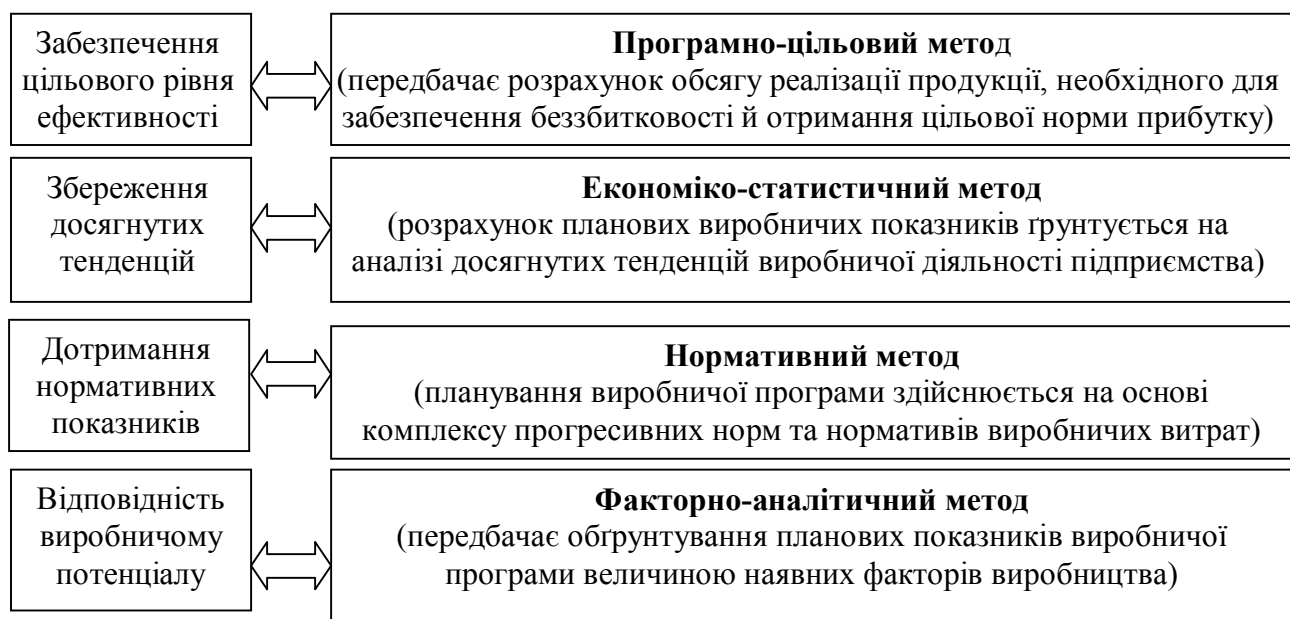 Забезпечення
цільового рівня
ефективності
Програмно-цільовий метод
(передбачає розрахунок обсягу реалізації продукції, необхідного для
забезпечення беззбитковості й отримання цільової норми прибутку)
Збереження
досягнутих
тенденцій
Економіко-статистичний метод
(розрахунок планових виробничих показників ґрунтується на
аналізі досягнутих тенденцій виробничої діяльності підприємства)
Дотримання
нормативних
показників
Нормативний метод
(планування виробничої програми здійснюється на основі
комплексу прогресивних норм та нормативів виробничих витрат)
Відповідність
виробничому
потенціалу
Факторно-аналітичний метод
(передбачає обґрунтування планових показників виробничої
програми величиною наявних факторів виробництва)